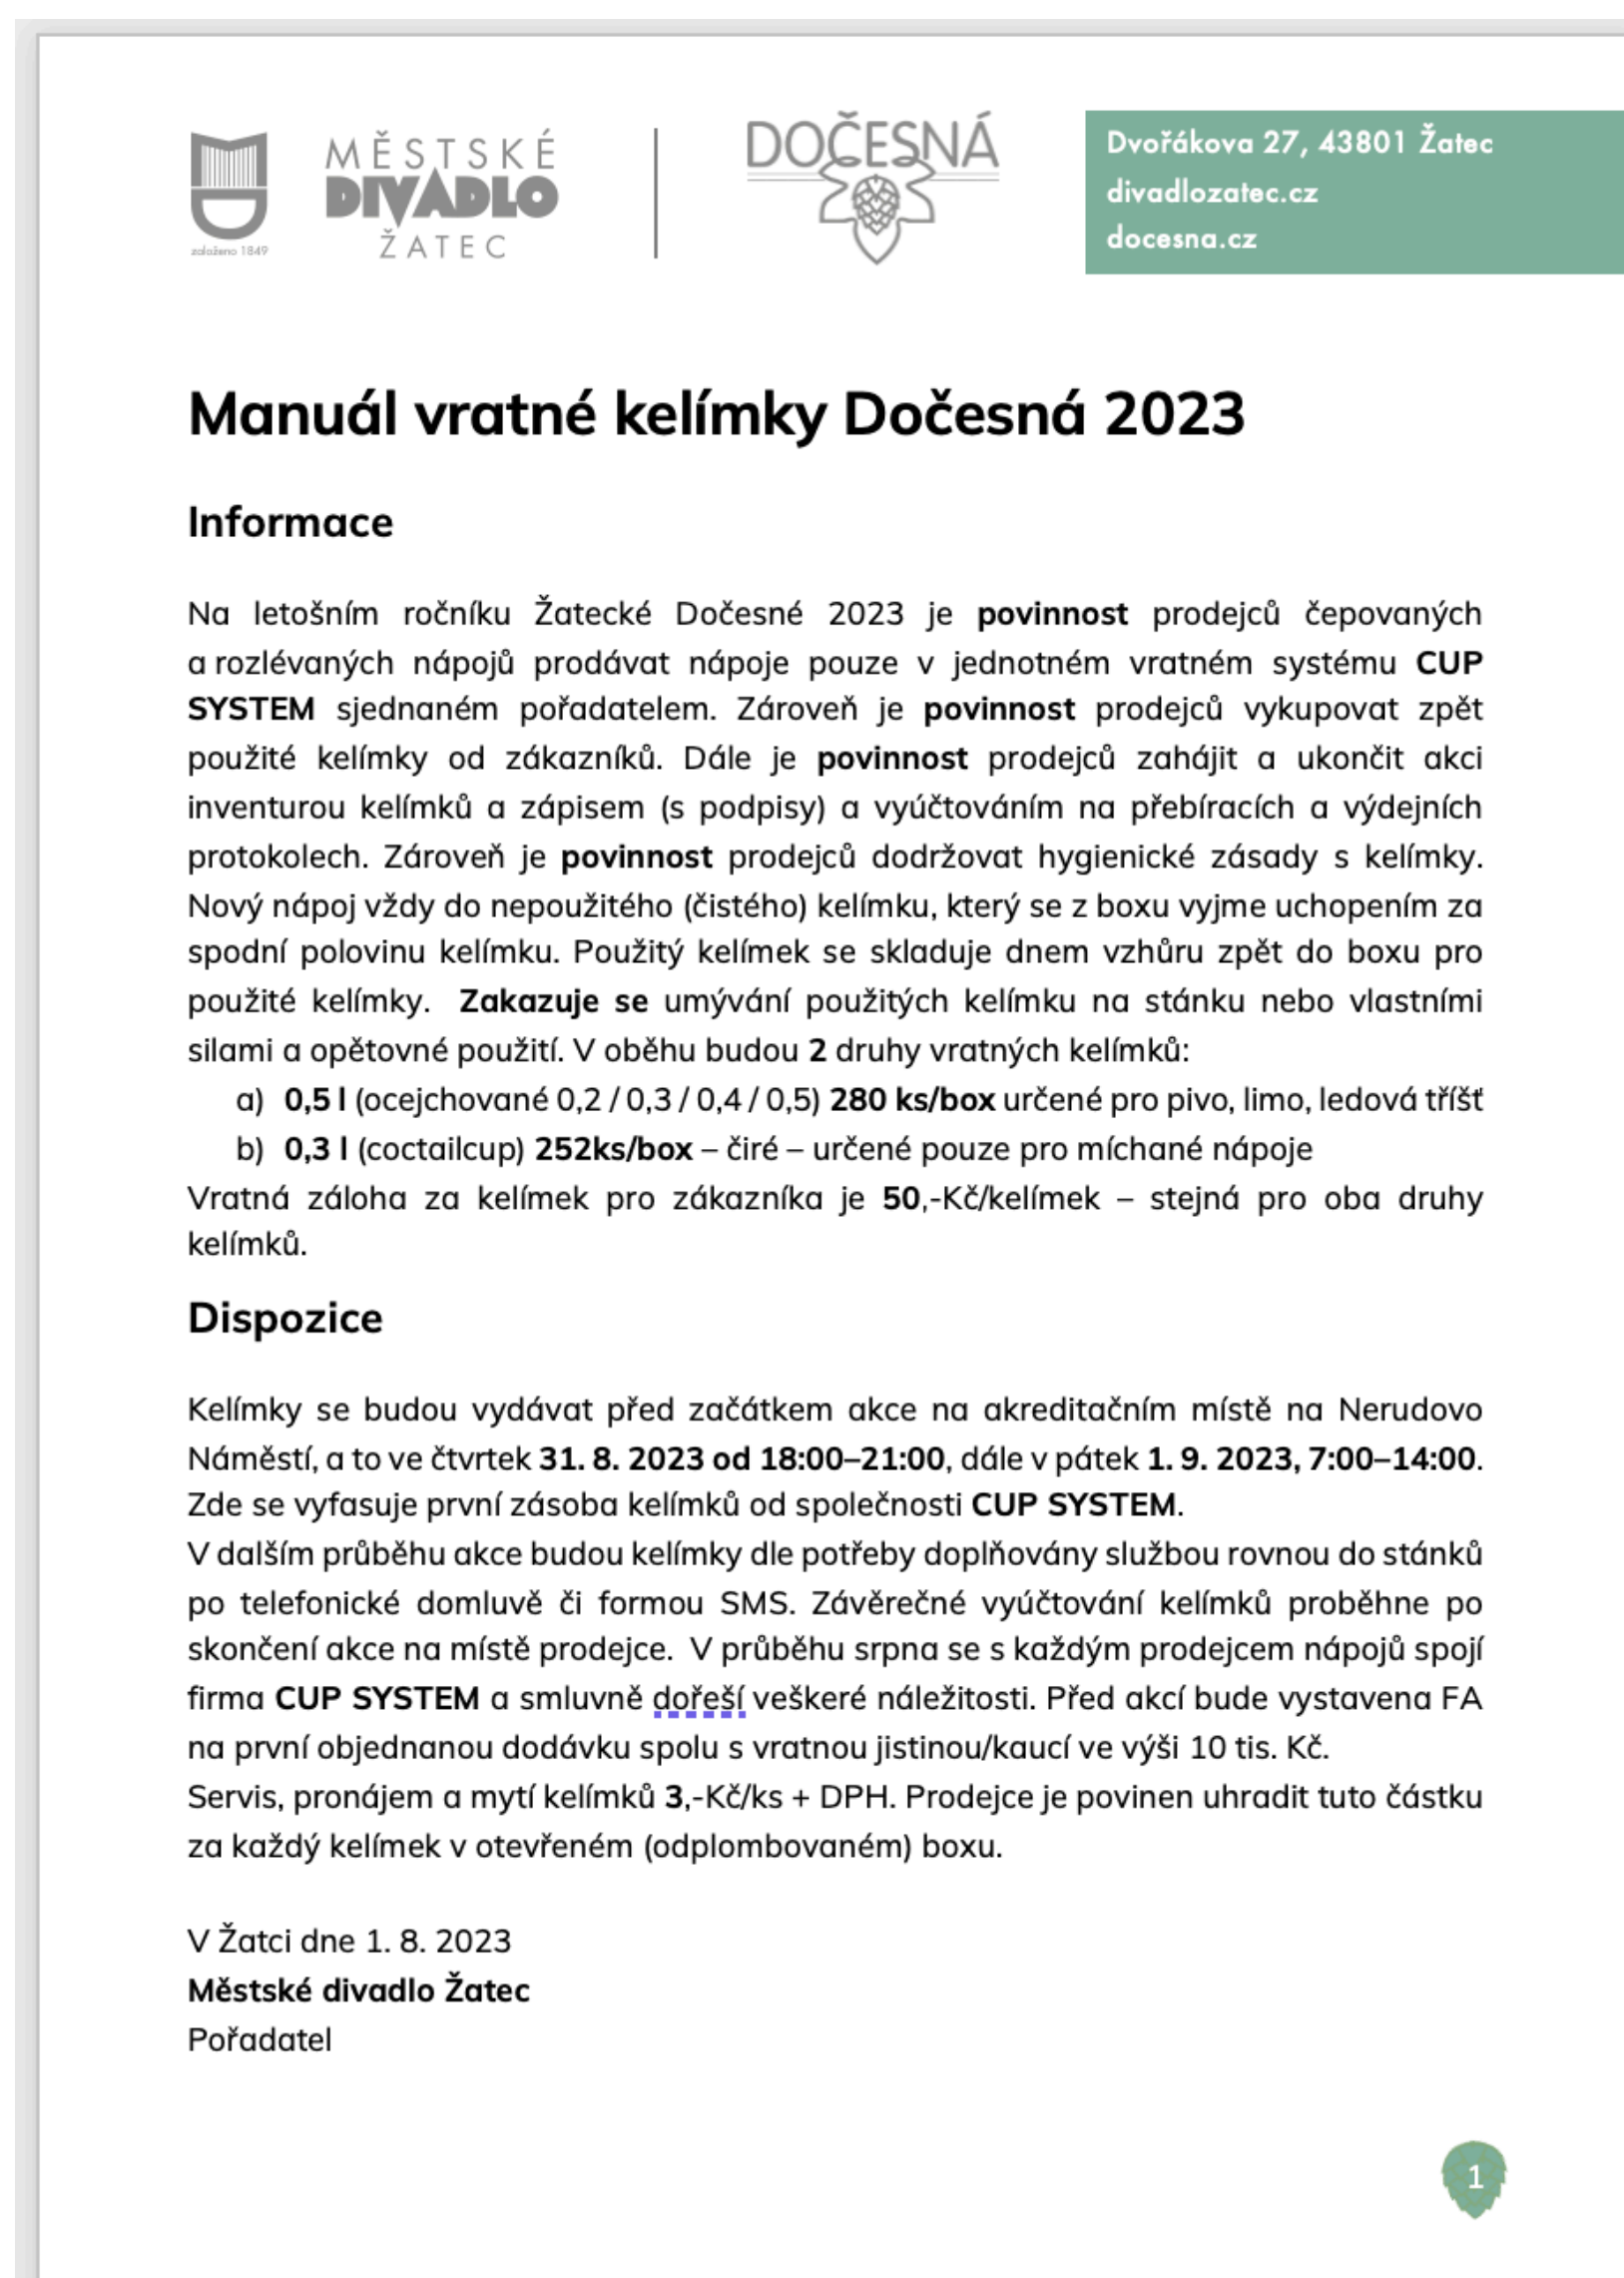 MĚSTSKÉ
DIVADLO
ŽATEC
založeno 1849
DOČESNÁ
Dvořákova 27, 43801 Žatec
divadlozatec.cz
docesna.cz
Manuál vratné kelímky Dočesná 2023
Informace
Na letošním ročníku Žatecké Dočesné 2023 je povinnost prodejců čepovaných
a rozlévaných nápojů prodávat nápoje pouze v jednotném vratném systému CUP
SYSTEM sjednaném pořadatelem. Zároveň je povinnost prodejců vykupovat zpět
použité kelímky od zákazníků. Dále je povinnost prodejců zahájit a ukončit akci
inventurou kelímků a zápisem (s podpisy) a vyúčtováním na přebíracích a výdejních
protokolech. Zároveň je povinnost prodejců dodržovat hygienické zásady s kelímky.
Nový nápoj vždy do nepoužitého (čistého) kelímku, který se z boxu vyjme uchopením za
spodní polovinu kelímku. Použitý kelímek se skladuje dnem vzhůru zpět do boxu pro
použité kelímky.  Zakazuje se umývání použitých kelímku na stánku nebo vlastními
silami a opětovné použití. V oběhu budou 2 druhy vratných kelímků:
a) 0,5 l (ocejchované 0,2 / 0,3 / 0,4 / 0,5) 280 ks/box určené pro pivo, limo, ledová tříšť
b) 0,3 l (coctailcup) 252ks/box – čiré – určené pouze pro míchané nápoje
Vratná záloha za kelímek pro zákazníka je 50,-Kč/kelímek – stejná pro oba druhy
kelímků.
Dispozice
Kelímky se budou vydávat před začátkem akce na akreditačním místě na Nerudovo
Náměstí, a to ve čtvrtek 31. 8. 2023 od 18:00–21:00, dále v pátek 1. 9. 2023, 7:00–14:00.
Zde se vyfasuje první zásoba kelímků od společnosti CUP SYSTEM.
V dalším průběhu akce budou kelímky dle potřeby doplňovány službou rovnou do stánků
po telefonické domluvě či formou SMS. Závěrečné vyúčtování kelímků proběhne po
skončení akce na místě prodejce.  V průběhu srpna se s každým prodejcem nápojů spojí
firma CUP SYSTEM a smluvně dořeší veškeré náležitosti. Před akcí bude vystavena FA
na první objednanou dodávku spolu s vratnou jistinou/kaucí ve výši 10 tis. Kč.
Servis, pronájem a mytí kelímků 3,-Kč/ks + DPH. Prodejce je povinen uhradit tuto částku
za každý kelímek v otevřeném (odplombovaném) boxu.
V Žatci dne 1. 8. 2023
Městské divadlo Žatec
Pořadatel
1